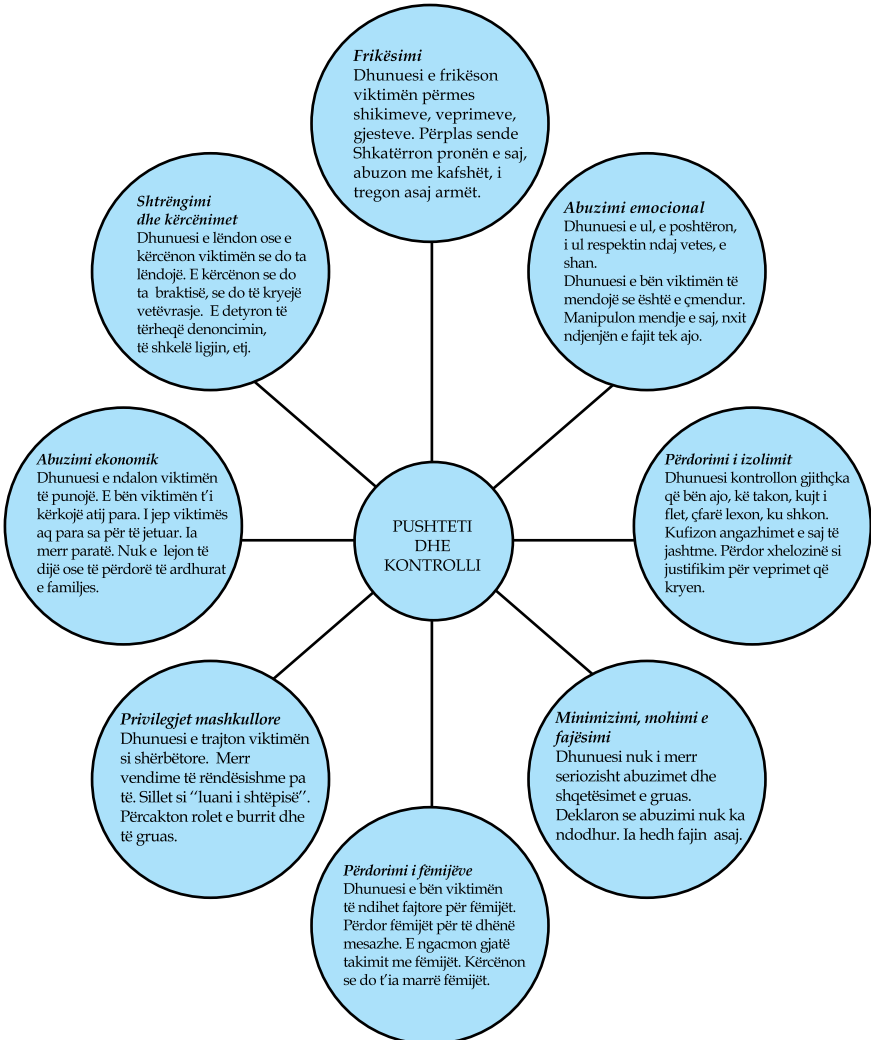 Frikësimi
Dhunuesi e frikëson
viktimën përmes
shikimeve, veprimeve,
gjesteve. Përplas sende
Shkatërron pronën e saj,
abuzon me kafshët, i
tregon asaj armët.
Shtrëngimi
dhe kërcënimet
Dhunuesi e lëndon ose e
kërcënon viktimën se do ta
lëndojë. E kërcënon se do
ta braktisë, se do të kryejë
vetëvrasje. E detyron të
tërheqë denoncimin,
të shkelë ligjin, etj.
Abuzimi emocional
Dhunuesi e ul, e poshtëron,
i ul respektin ndaj vetes, e
shan.
Dhunuesi e bën viktimën të
mendojë se është e çmendur.
Manipulon mendje e saj, nxit
ndjenjën e fajit tek ajo.
Abuzimi ekonomik
Dhunuesi e ndalon viktimën
të punojë. E bën viktimën t’i
kërkojë atij para. I jep viktimës
aq para sa për të jetuar. Ia
merr paratë. Nuk e lejon të
dijë ose të përdorë të ardhurat
e familjes.
PUSHTETI
DHE
KONTROLLI
Përdorimi i izolimit
Dhunuesi kontrollon gjithçka
që bën ajo, kë takon, kujt i
flet, çfarë lexon, ku shkon.
Kufizon angazhimet e saj të
jashtme. Përdor xhelozinë si
justifikim për veprimet që
kryen.
Privilegjet mashkullore
Dhunuesi e trajton viktimën
si shërbëtore. Merr
vendime të rëndësishme pa
të. Sillet si “luani i shtëpisë”.
Përcakton rolet e burrit dhe
të gruas.
Minimizimi, mohimi e
fajësimi
Dhunuesi nuk i merr
seriozisht abuzimet dhe
shqetësimet e gruas.
Deklaron se abuzimi nuk ka
ndodhur. Ia hedh fajin asaj.
Përdorimi i fëmijëve
Dhunuesi e bën viktimën
të ndihet fajtore për fëmijët.
Përdor fëmijët për të dhënë
mesazhe. E ngacmon gjatë
takimit me fëmijët. Kërcënon
se do t’ia marrë fëmijët.